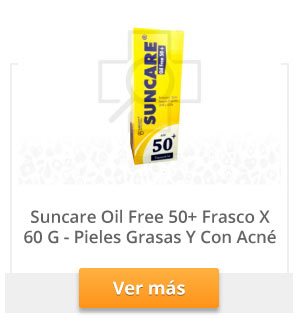 SUNCARE
Oil Free 50+
50+
Suncare Oil Free 50+ Frasco X
60 G - Pieles Grasas Y Con Acné
Ver más